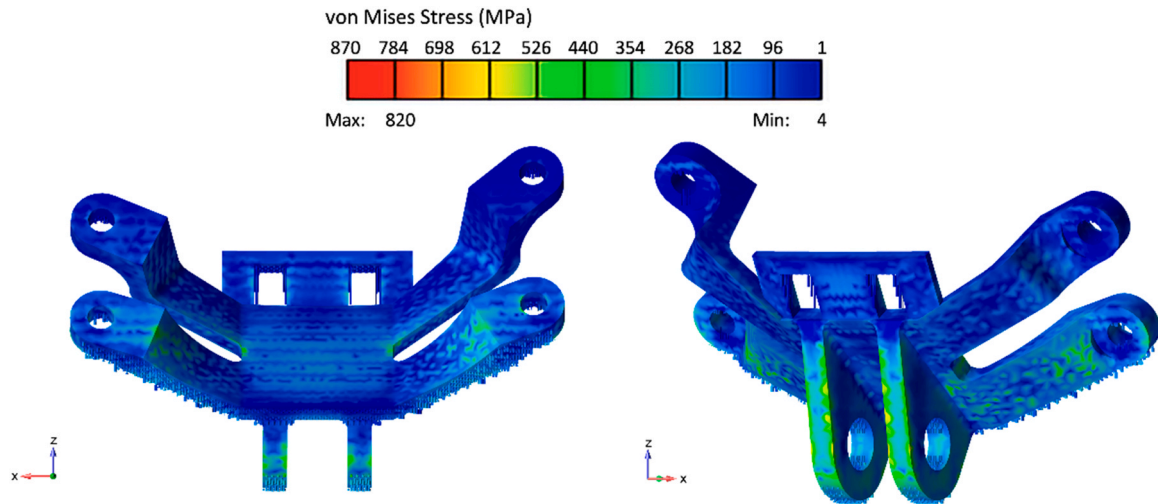 von Mises Stress (MPa)
870 784 698 612 526 440 354 268 182 96 1
Max: 820 Min: 4
z z
x x